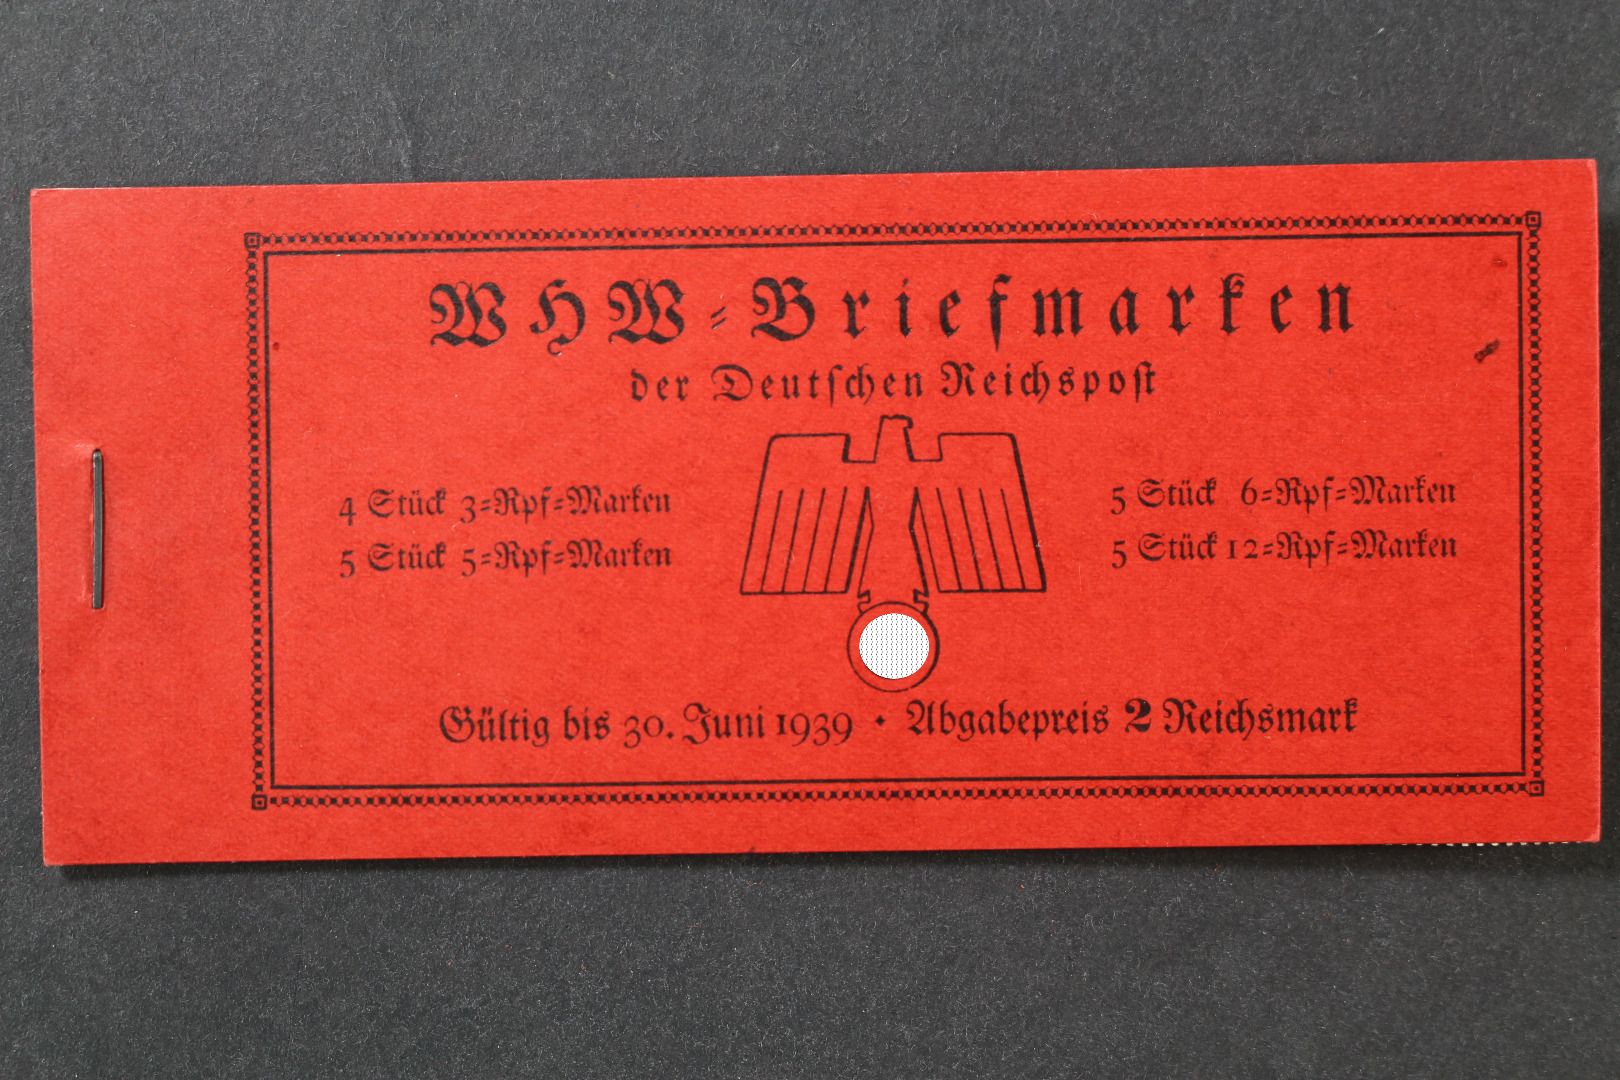 WHW-Briefmarken
der Deutschen Reichspost
4 Stück 3-Rpf-Marken
5 Stück 5-Rpf-Marken
5 Stück 6-Rpf-Marken
5 Stück 12-Rpf-Marken
Gültig bis 30. Juni 1939 · Abgabepreis 2 Reichsmark